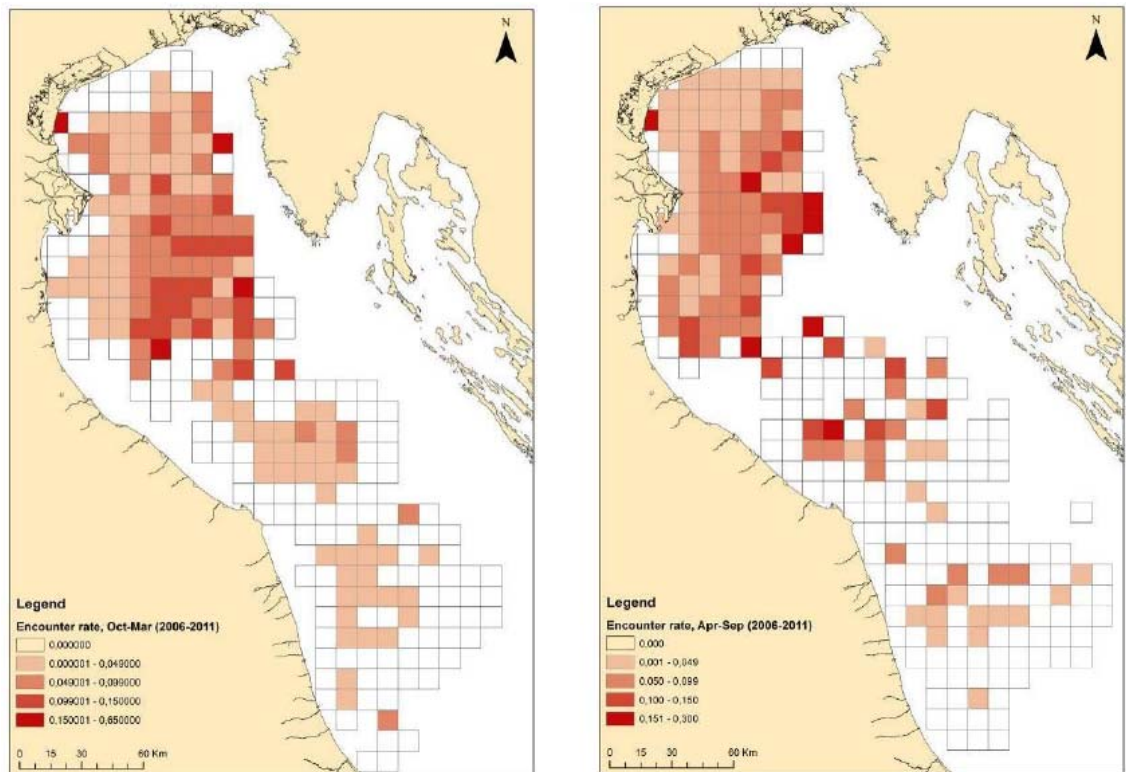 N
Legend
Encounter rate, Oct-Mar (2006-2011)
0,000000
0,000001 - 0,049000
0,049001 - 0,099000
0,099001 - 0,150000
0,150001 - 0,650000
0 15 30 60 Km
N
Legend
Encounter rate, Apr-Sep (2006-2011)
0,000
0,001 - 0,049
0,050 - 0,099
0,100 - 0,150
0,151 - 0,300
0 15 30 60 Km